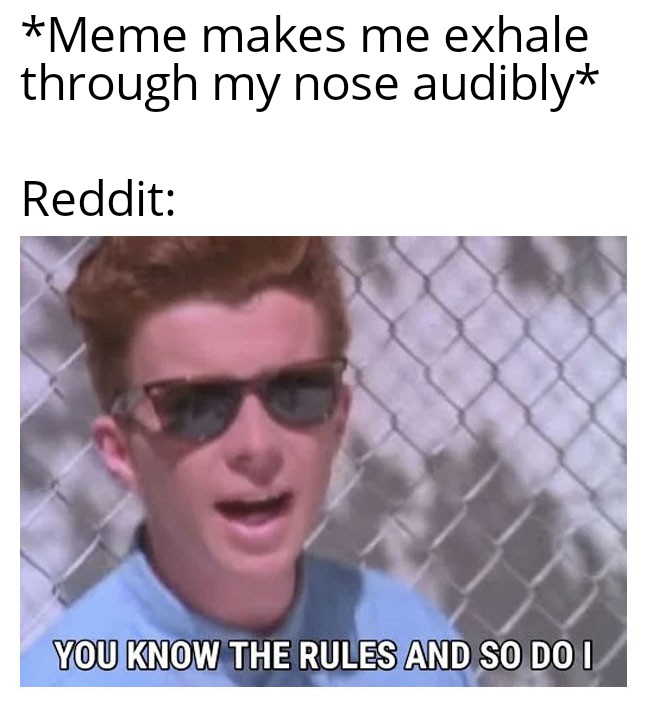 *Meme makes me exhale
through my nose audibly*
Reddit:
YOU KNOW THE RULES AND SO DO I